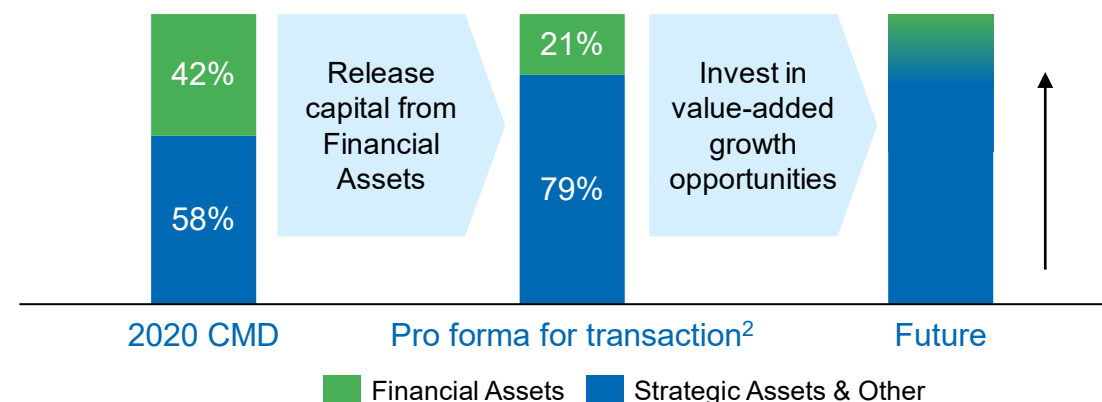 42%
58%
Release
capital from
Financial
Assets
21%
79%
Invest in
value-added
growth
opportunities
2020 CMD
Pro forma for transaction²
Future
Financial Assets
Strategic Assets & Other